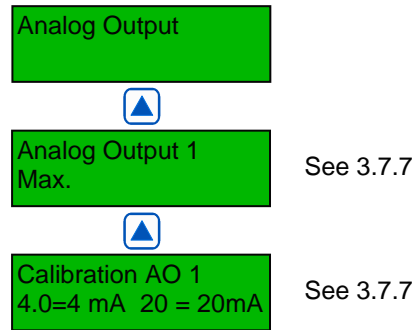 Analog Output
Analog Output 1
Max.
See 3.7.7
Calibration AO 1
4.0=4 mA 20 = 20mA
See 3.7.7